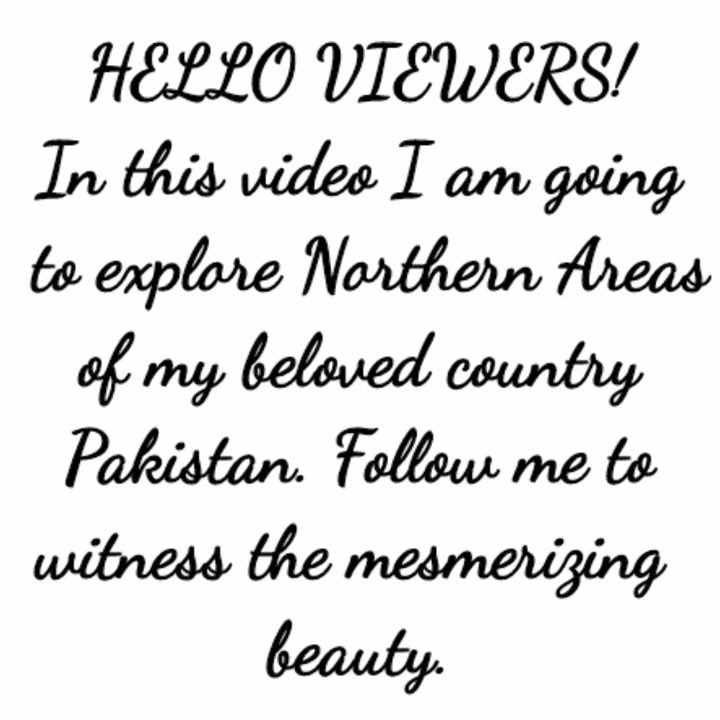 HELLO VIEWERS!
In this video I am going
to explore Northern Areas
of my beloved country
Pakistan. Follow me to
witness the mesmerizing
beauty.